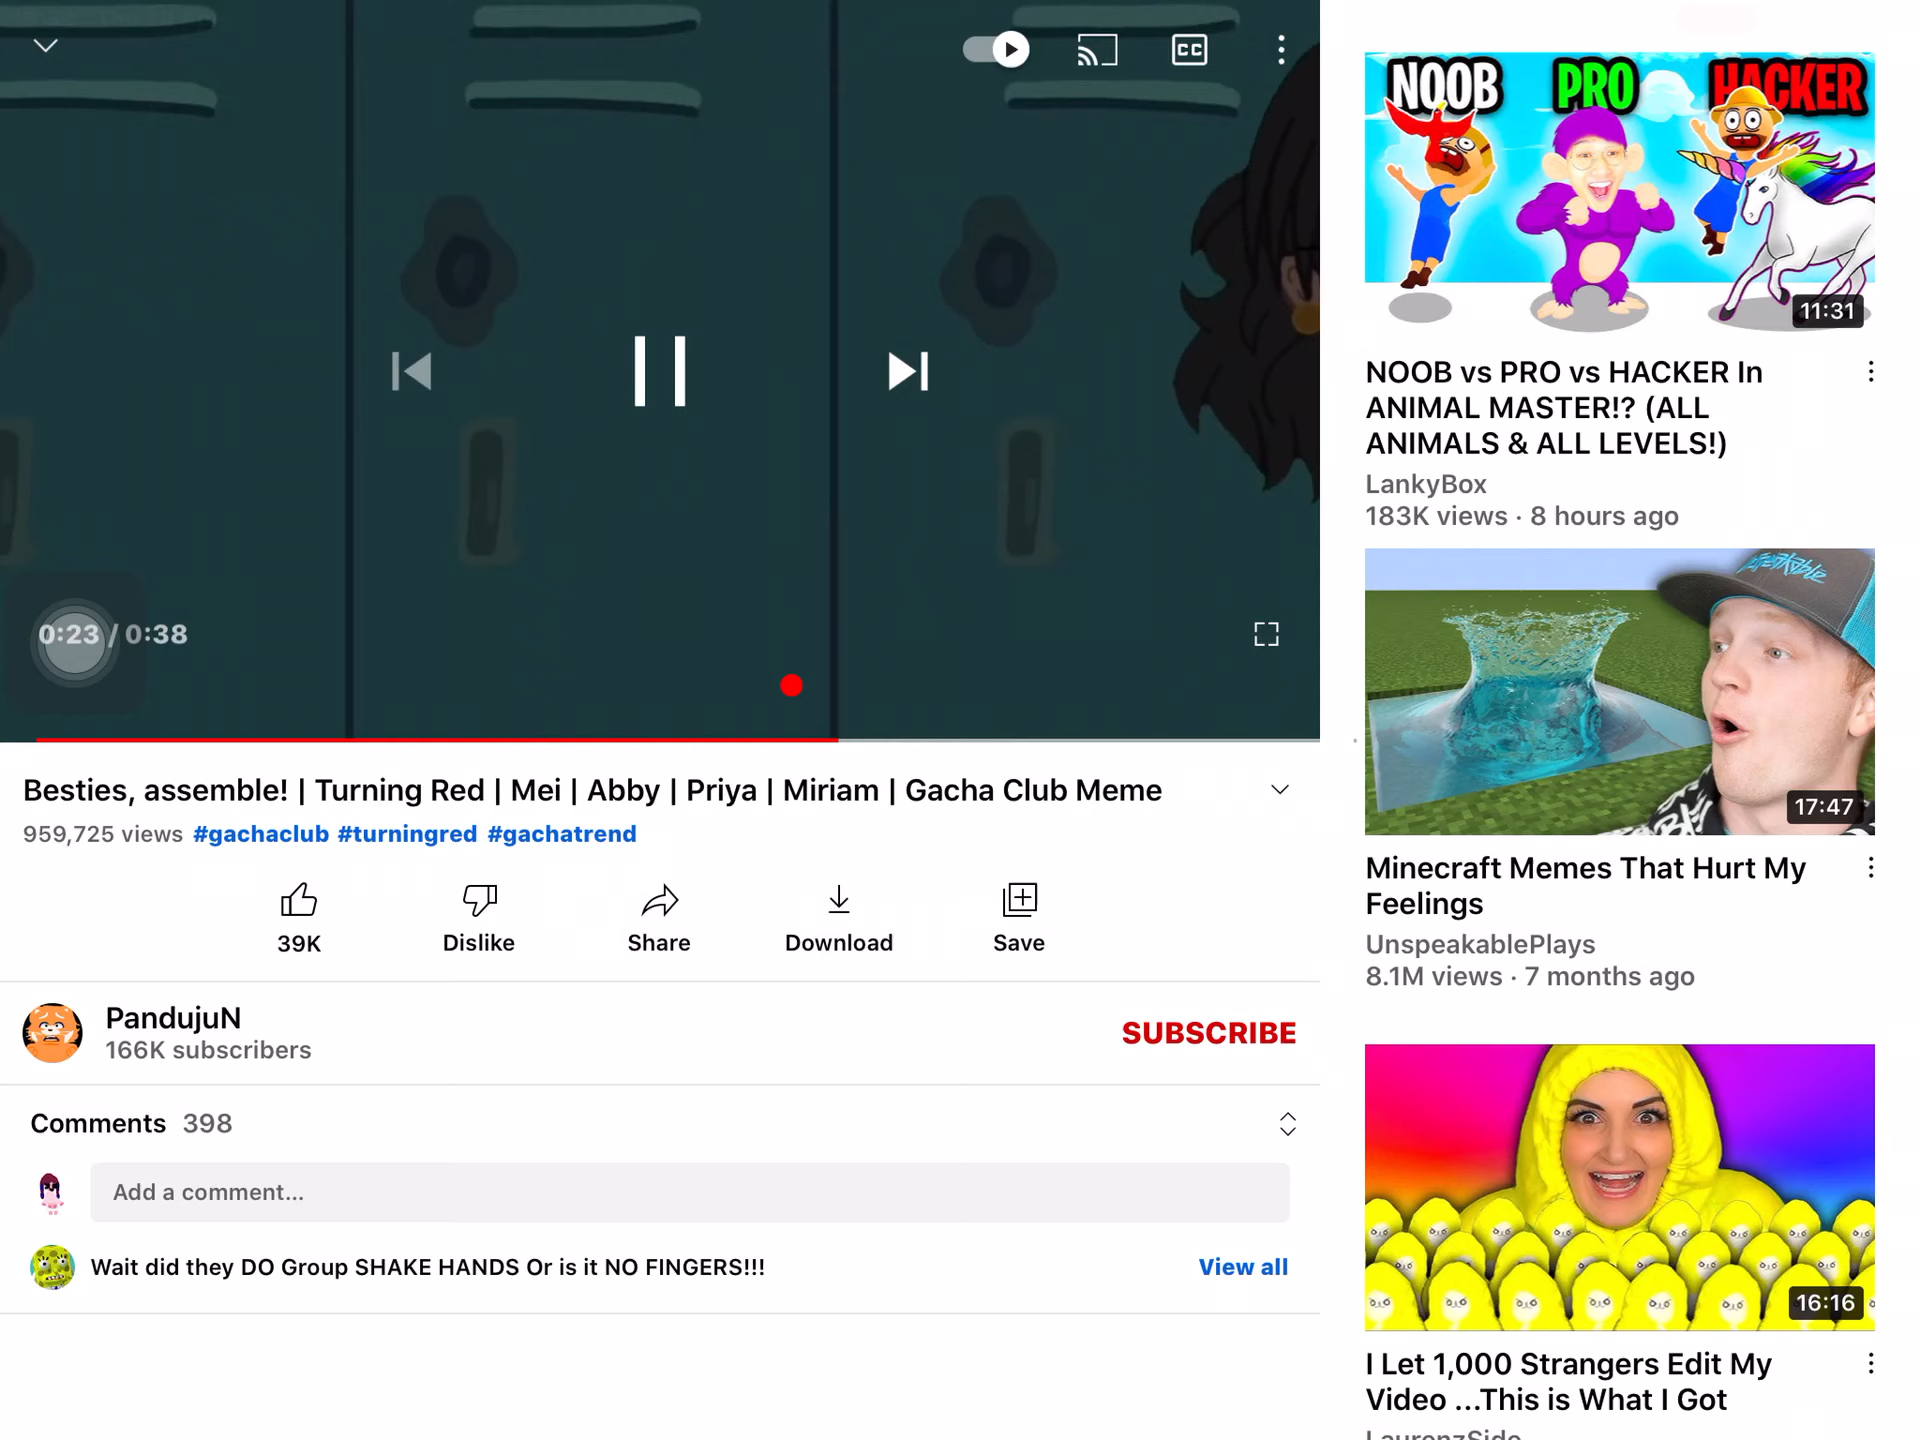 CC
0:23 / 0:38
Besties, assemble! | Turning Red | Mei | Abby | Priya | Miriam | Gacha Club Meme
959,725 views #gachaclub #turningred #gachatrend
39K
Dislike
Share
Download
Save
PandujuN
166K subscribers
SUBSCRIBE
Comments 398
Add a comment...
Wait did they DO Group SHAKE HANDS Or is it NO FINGERS!!!
View all
NOOB PRO HACKER
11:31
NOOB vs PRO vs HACKER In
ANIMAL MASTER!? (ALL
ANIMALS & ALL LEVELS!)
LankyBox
183K views · 8 hours ago
17:47
Minecraft Memes That Hurt My
Feelings
UnspeakablePlays
8.1M views · 7 months ago
16:16
I Let 1,000 Strangers Edit My
Video ...This is What I Got
LaurenzSide